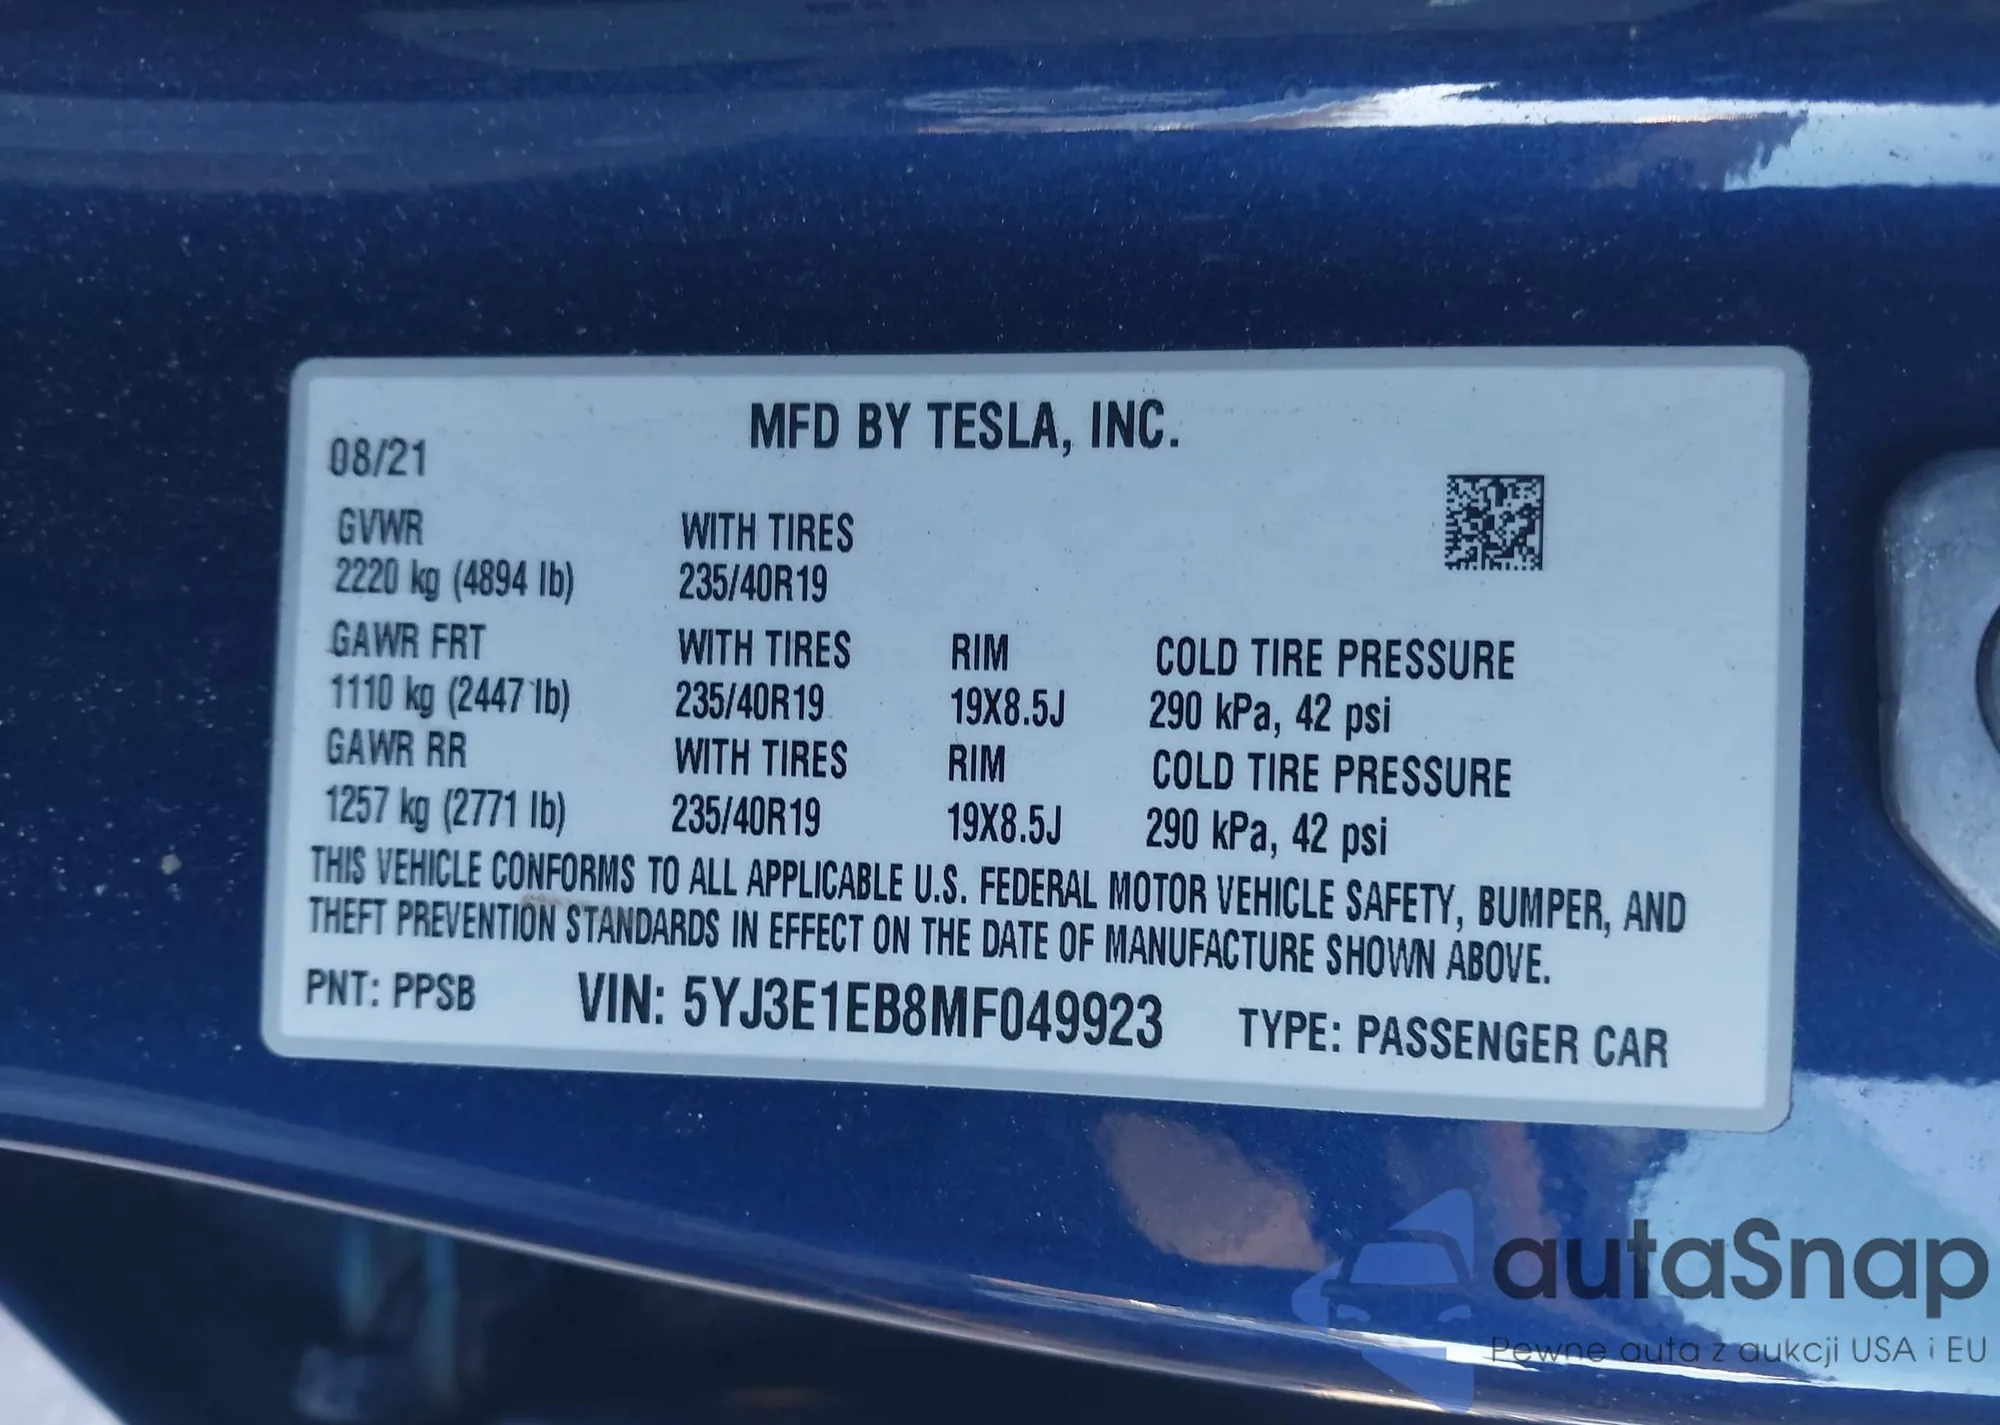 MFD BY TESLA, INC.
08/21
GVWR WITH TIRES
2220 kg (4894 lb) 235/40R19
GAWR FRT WITH TIRES RIM COLD TIRE PRESSURE
1110 kg (2447 lb) 235/40R19 19X8.5J 290 kPa, 42 psi
GAWR RR WITH TIRES RIM COLD TIRE PRESSURE
1257 kg (2771 lb) 235/40R19 19X8.5J 290 kPa, 42 psi
THIS VEHICLE CONFORMS TO ALL APPLICABLE U.S. FEDERAL MOTOR VEHICLE SAFETY, BUMPER, AND
THEFT PREVENTION STANDARDS IN EFFECT ON THE DATE OF MANUFACTURE SHOWN ABOVE.
PNT: PPSB VIN: 5YJ3E1EB8MF049923 TYPE: PASSENGER CAR
autaSnap
Pewne auta z aukcji USA i EU